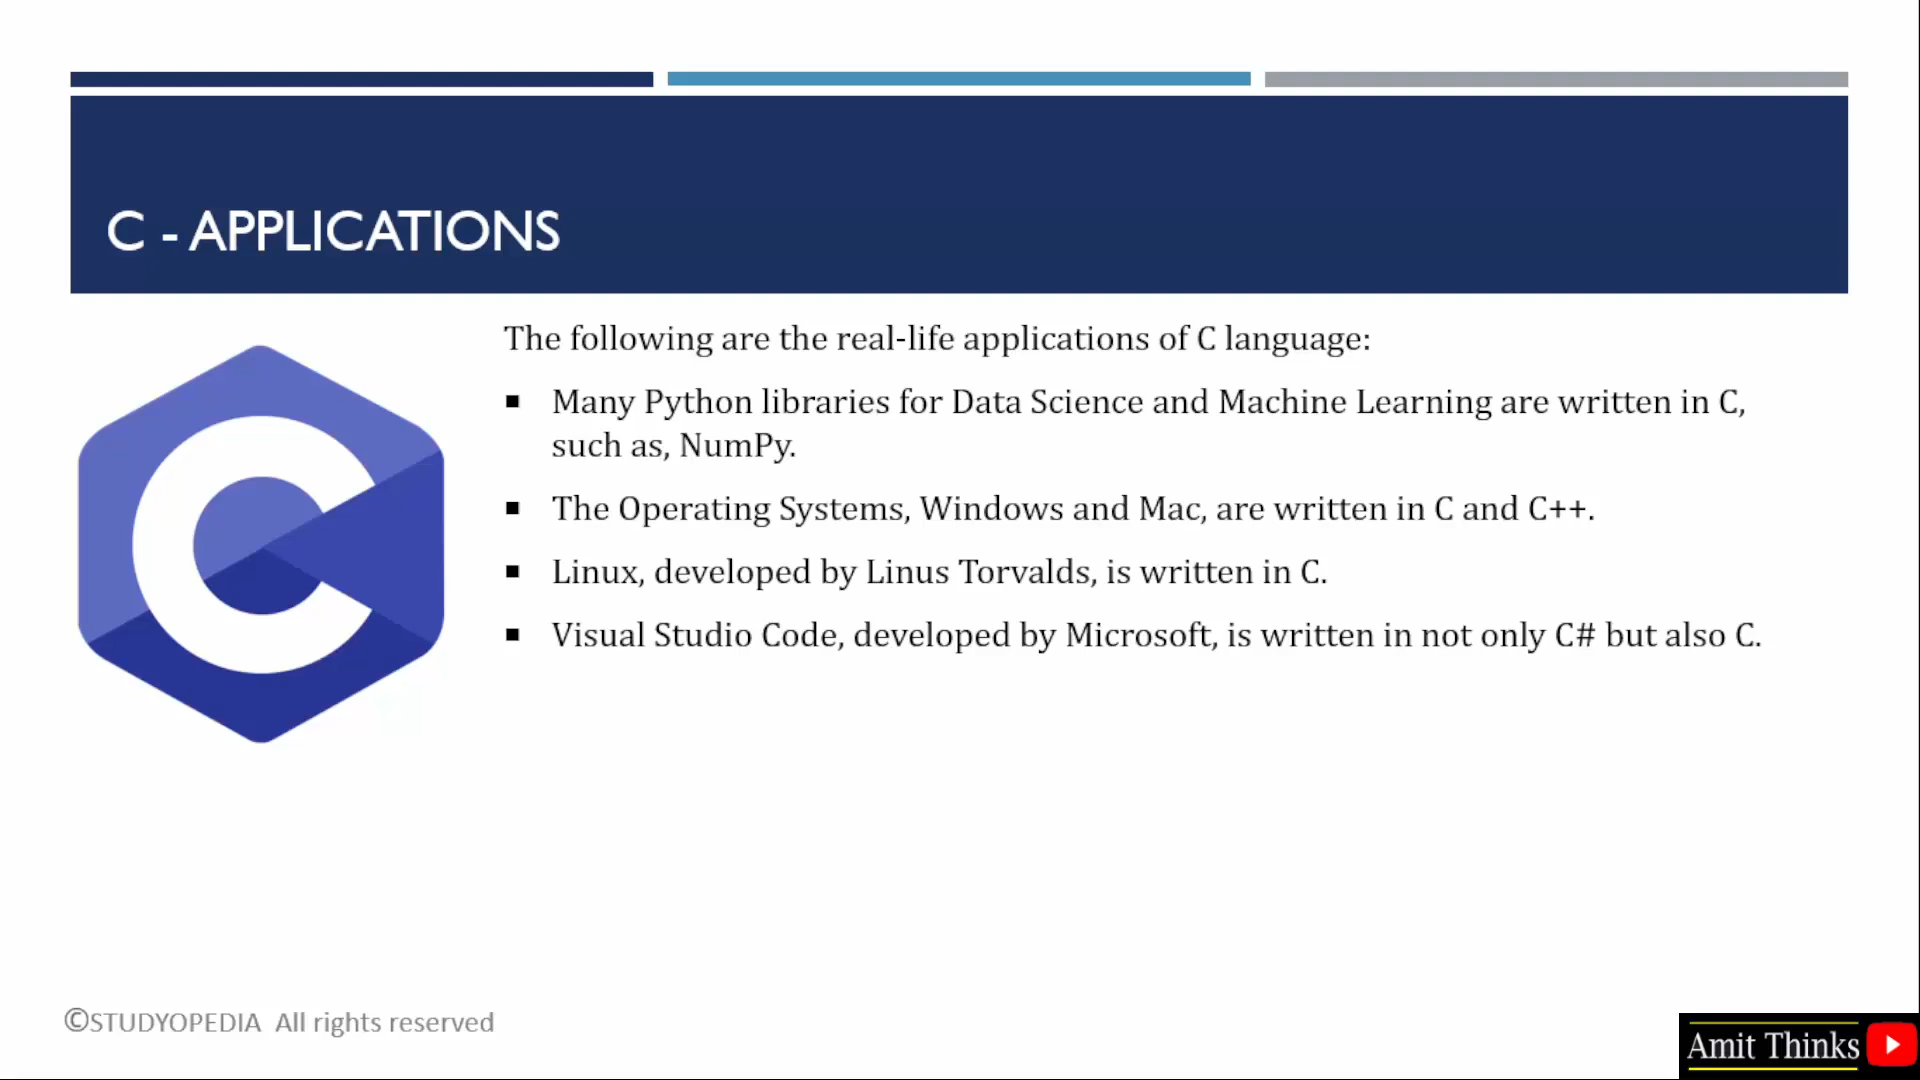 C - APPLICATIONS
The following are the real-life applications of C language:
▪ Many Python libraries for Data Science and Machine Learning are written in C,
such as, NumPy.
▪ The Operating Systems, Windows and Mac, are written in C and C++.
▪ Linux, developed by Linus Torvalds, is written in C.
▪ Visual Studio Code, developed by Microsoft, is written in not only C# but also C.
©STUDYOPEDIA All rights reserved
Amit Thinks